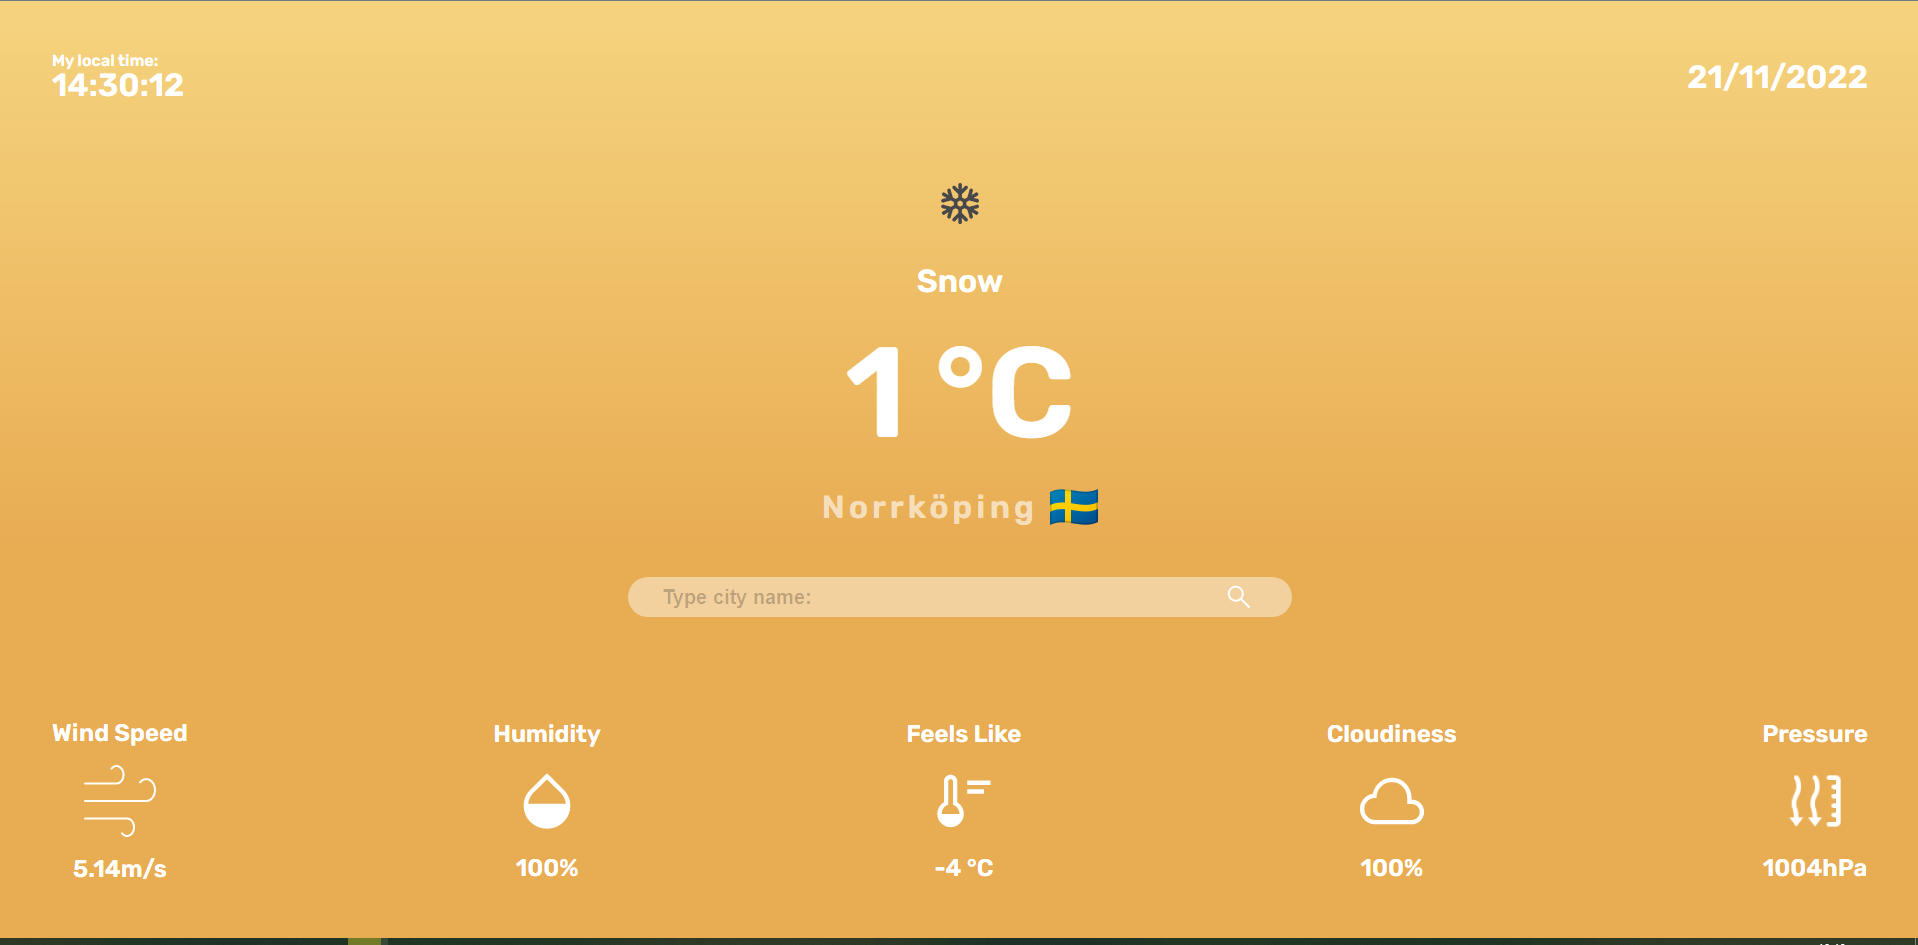 My local time:
14:30:12
21/11/2022
Snow
1 °C
Norrköping
Type city name:
Wind Speed
Humidity
Feels Like
Cloudiness
Pressure
5.14m/s
100%
-4 °C
100%
1004hPa